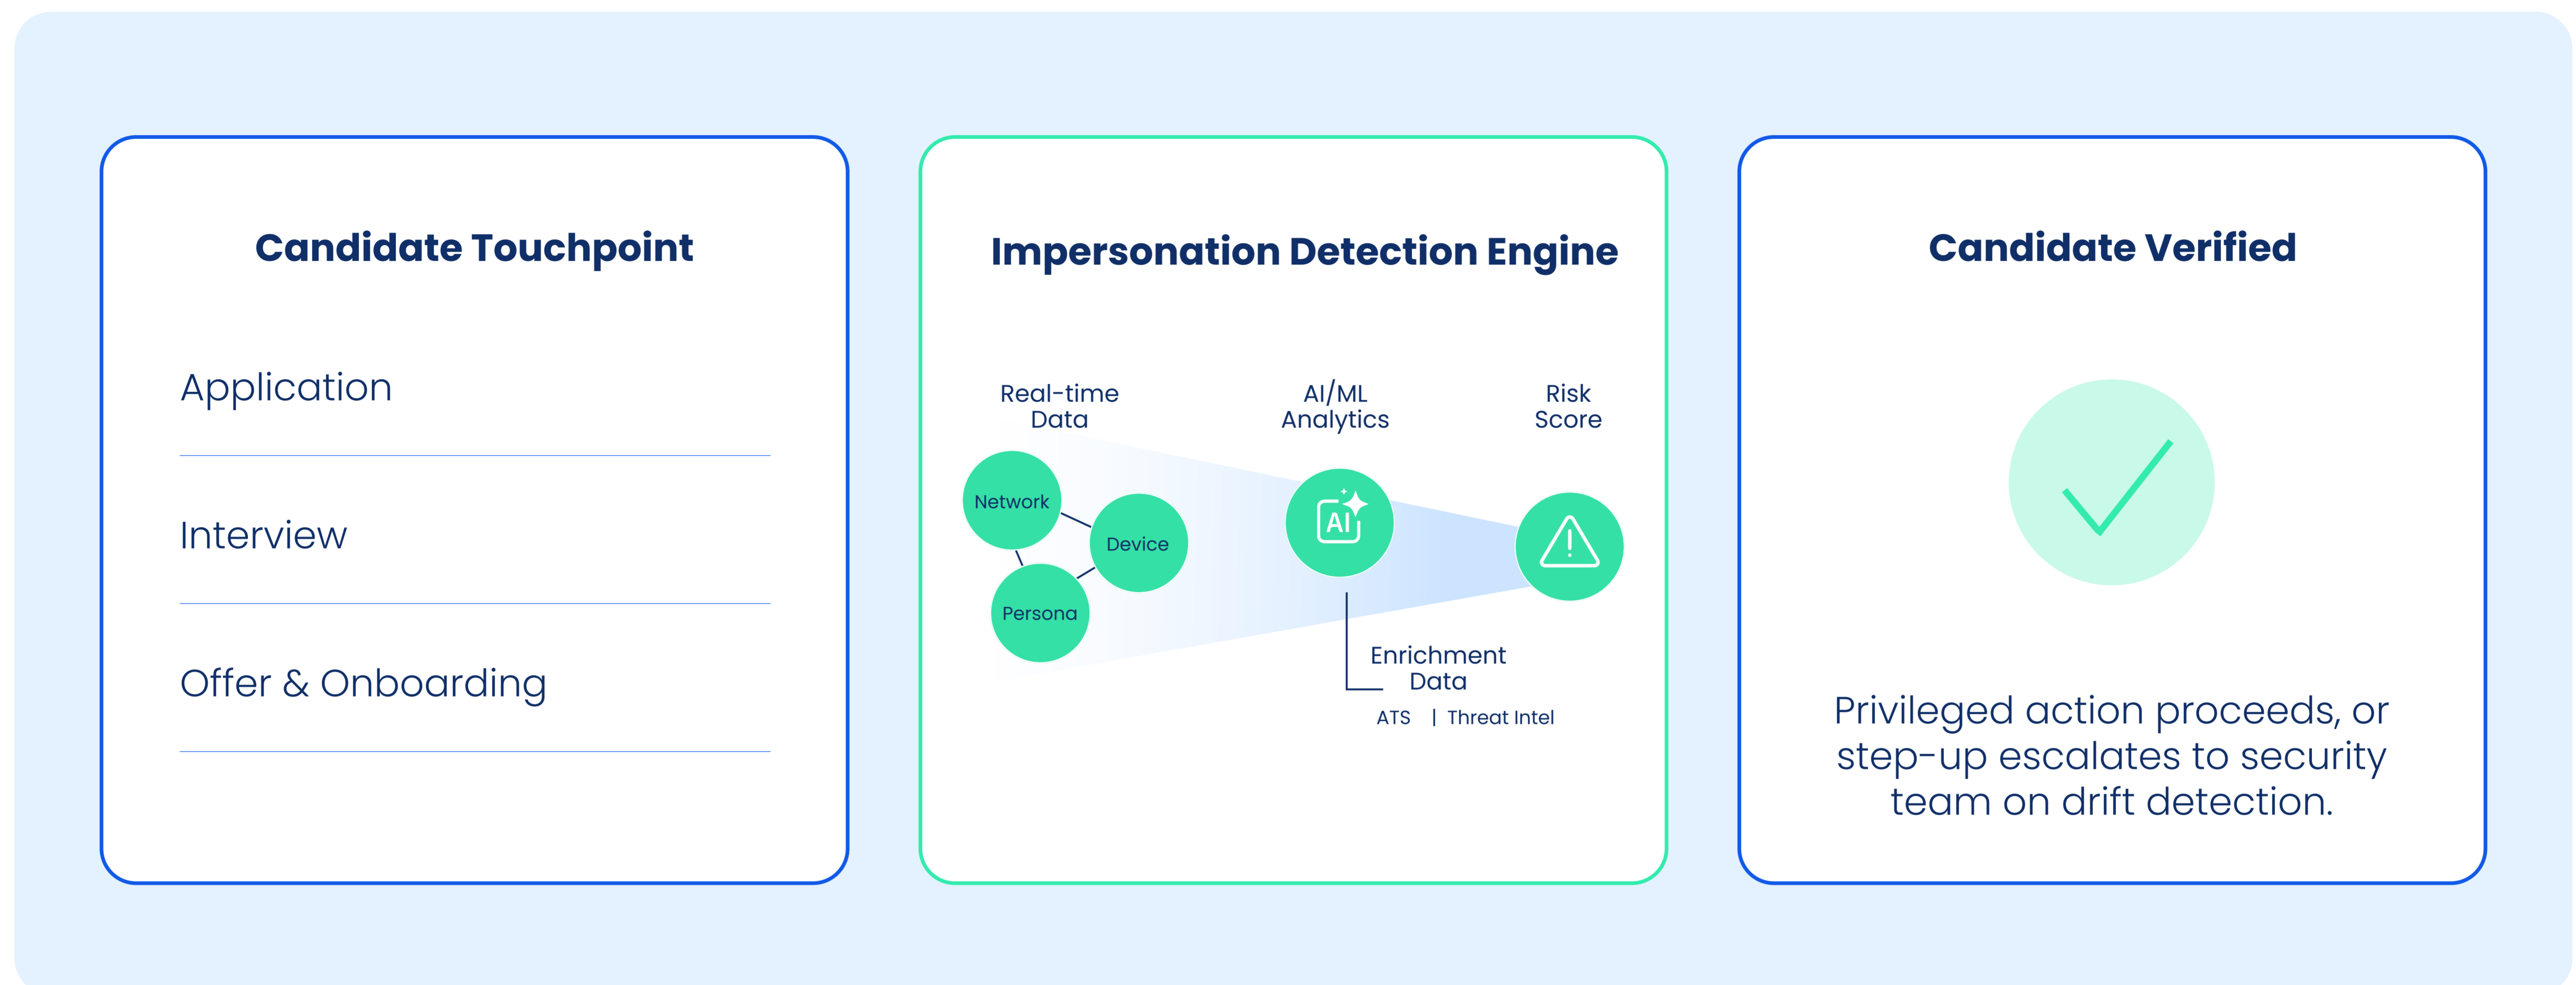 Candidate Touchpoint
Application
Interview
Offer & Onboarding
Impersonation Detection Engine
Real-time
Data
AI/ML
Analytics
Risk
Score
Network
Device
Persona
AI
Enrichment
Data
ATS | Threat Intel
Candidate Verified
Privileged action proceeds, or
step-up escalates to security
team on drift detection.